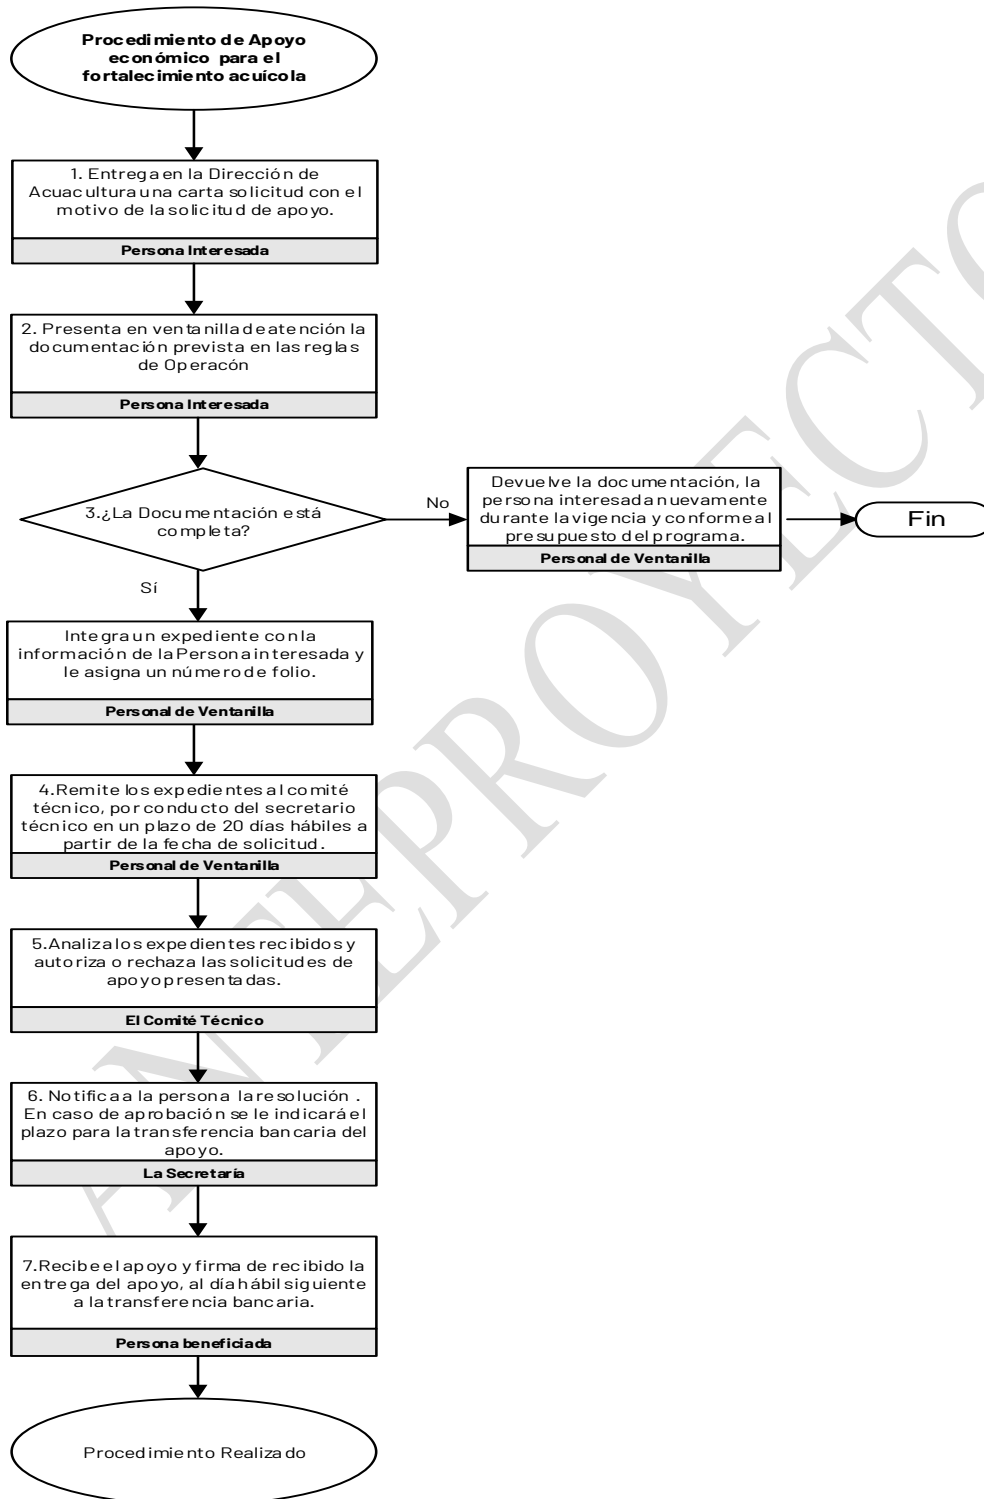 Procedimiento de Apoyo
económico para el
fortalecimiento acuícola
1. Entrega en la Dirección de
Acuacultura una carta solicitud con el
motivo de la solicitud de apoyo.
Persona Interesada
2. Presenta en ventanilla de atención la
documentación prevista en las reglas
de Operacón
Persona Interesada
3.¿La Documentación está
completa?
No
Devuelve la documentación, la
persona interesada nuevamente
durante la vigencia y conforme al
presupuesto del programa.
Personal de Ventanilla
Fin
Sí
Integra un expediente con la
información de la Persona interesada y
le asigna un número de folio.
Personal de Ventanilla
4.Remite los expedientes al comité
técnico, por conducto del secretario
técnico en un plazo de 20 días hábiles a
partir de la fecha de solicitud.
Personal de Ventanilla
5.Analiza los expedientes recibidos y
autoriza o rechaza las solicitudes de
apoyo presentadas.
El Comité Técnico
6. Notifica a la persona la resolución .
En caso de aprobación se le indicará el
plazo para la transferencia bancaria del
apoyo.
La Secretaría
7.Recibe el apoyo y firma de recibido la
entrega del apoyo, al día hábil siguiente
a la transferencia bancaria.
Persona beneficiada
Procedimiento Realizado
ANTEPROYECTO